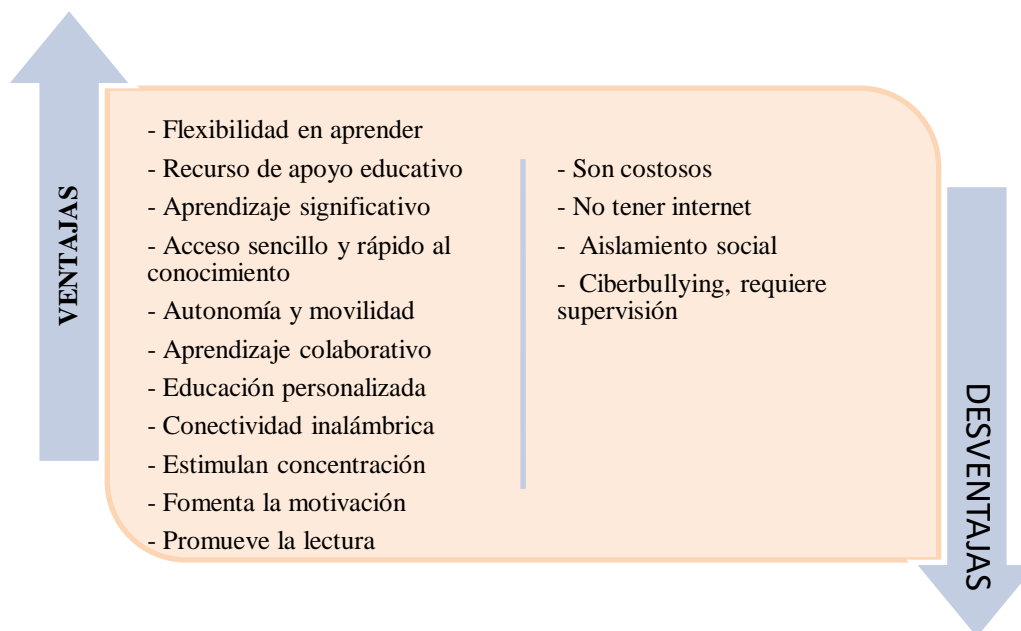 VENTAJAS
- Flexibilidad en aprender
- Recurso de apoyo educativo
- Aprendizaje significativo
- Acceso sencillo y rápido al
conocimiento
- Autonomía y movilidad
- Aprendizaje colaborativo
- Educación personalizada
- Conectividad inalámbrica
- Estimulan concentración
- Fomenta la motivación
- Promueve la lectura
- Son costosos
- No tener internet
- Aislamiento social
- Ciberbullying, requiere
supervisión
DESVENTAJAS